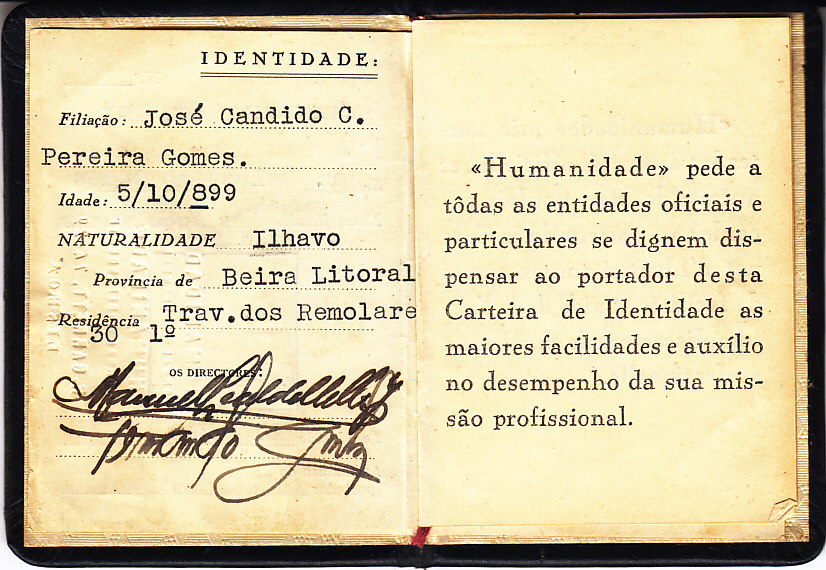 IDENTIDADE:
Filiação: José Candido C.
Pereira Gomes.
Idade: 5/10/899
NATURALIDADE Ilhavo
Província de Beira Litoral
Residência Trav.dos Remolare
30 1º
OS DIRECTORES:
«Humanidade» pede a
tôdas as entidades oficiais e
particulares se dignem dis-
pensar ao portador desta
Carteira de Identidade as
maiores facilidades e auxílio
no desempenho da sua mis-
são profissional.